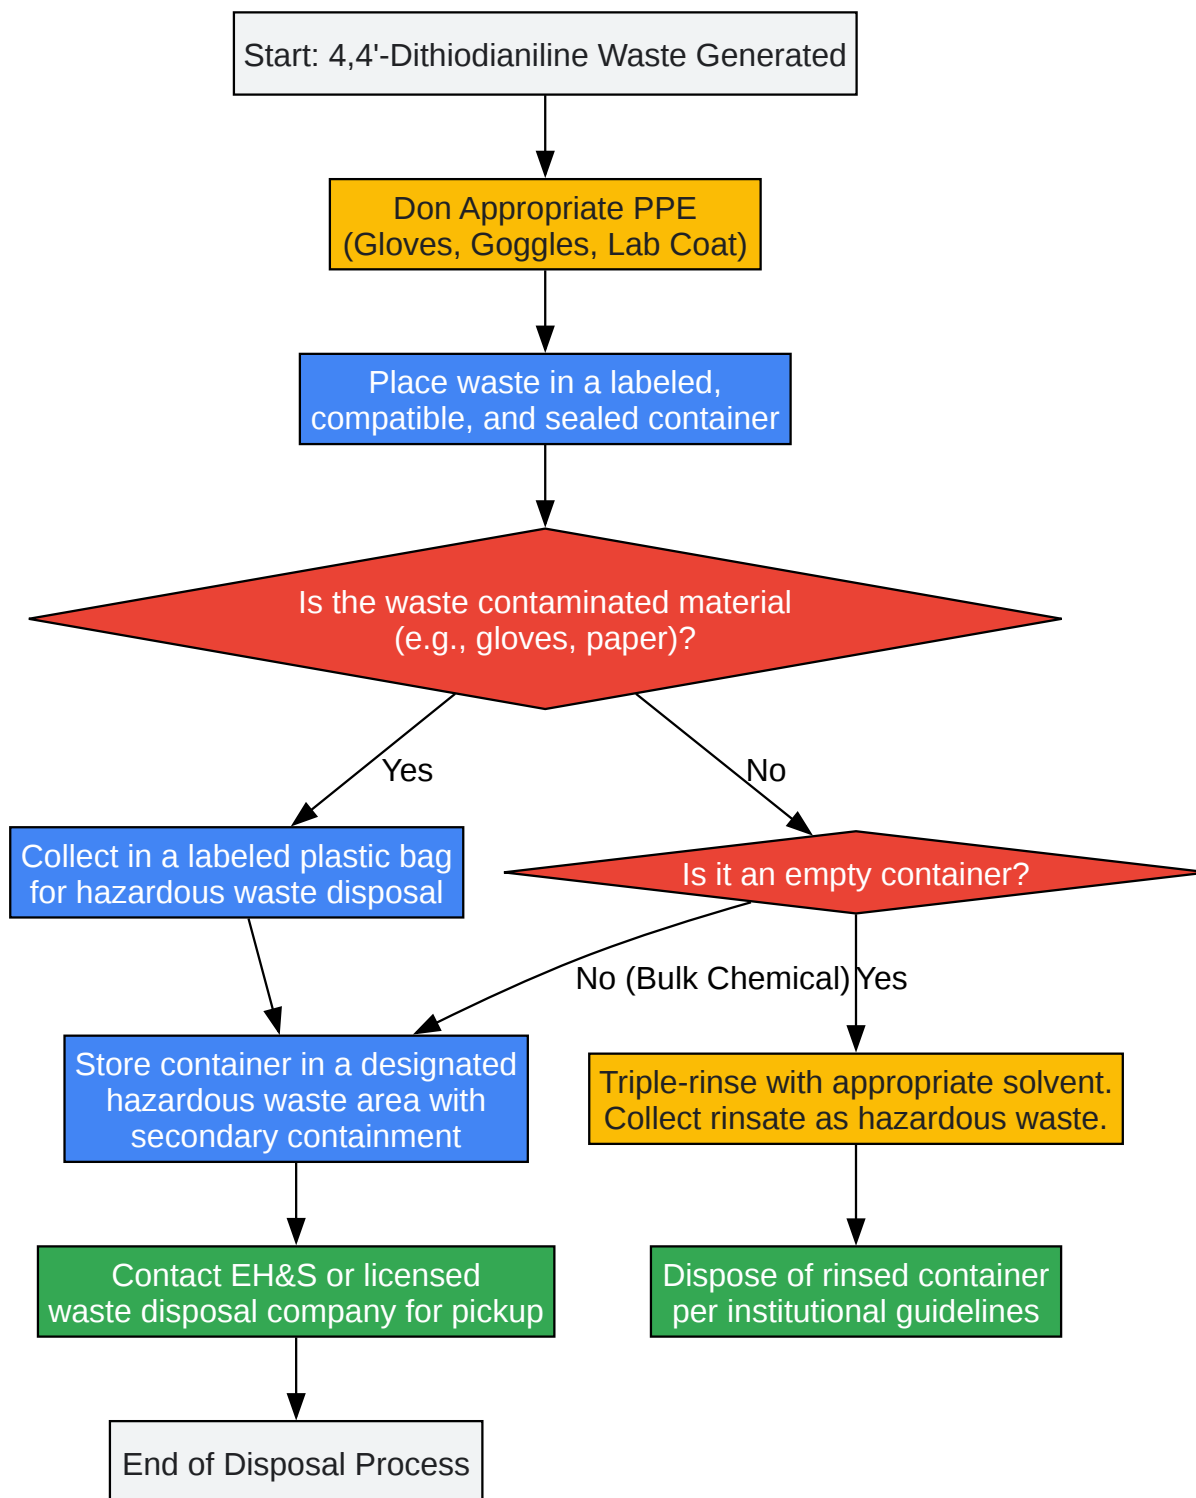 Start: 4,4'-Dithiodianiline Waste Generated
Don Appropriate PPE
(Gloves, Goggles, Lab Coat)
Place waste in a labeled,
compatible, and sealed container
Is the waste contaminated material
(e.g., gloves, paper)?
Yes
No
Collect in a labeled plastic bag
for hazardous waste disposal
Is it an empty container?
No (Bulk Chemical)
Yes
Store container in a designated
hazardous waste area with
secondary containment
Triple-rinse with appropriate solvent.
Collect rinsate as hazardous waste.
Contact EH&S or licensed
waste disposal company for pickup
Dispose of rinsed container
per institutional guidelines
End of Disposal Process